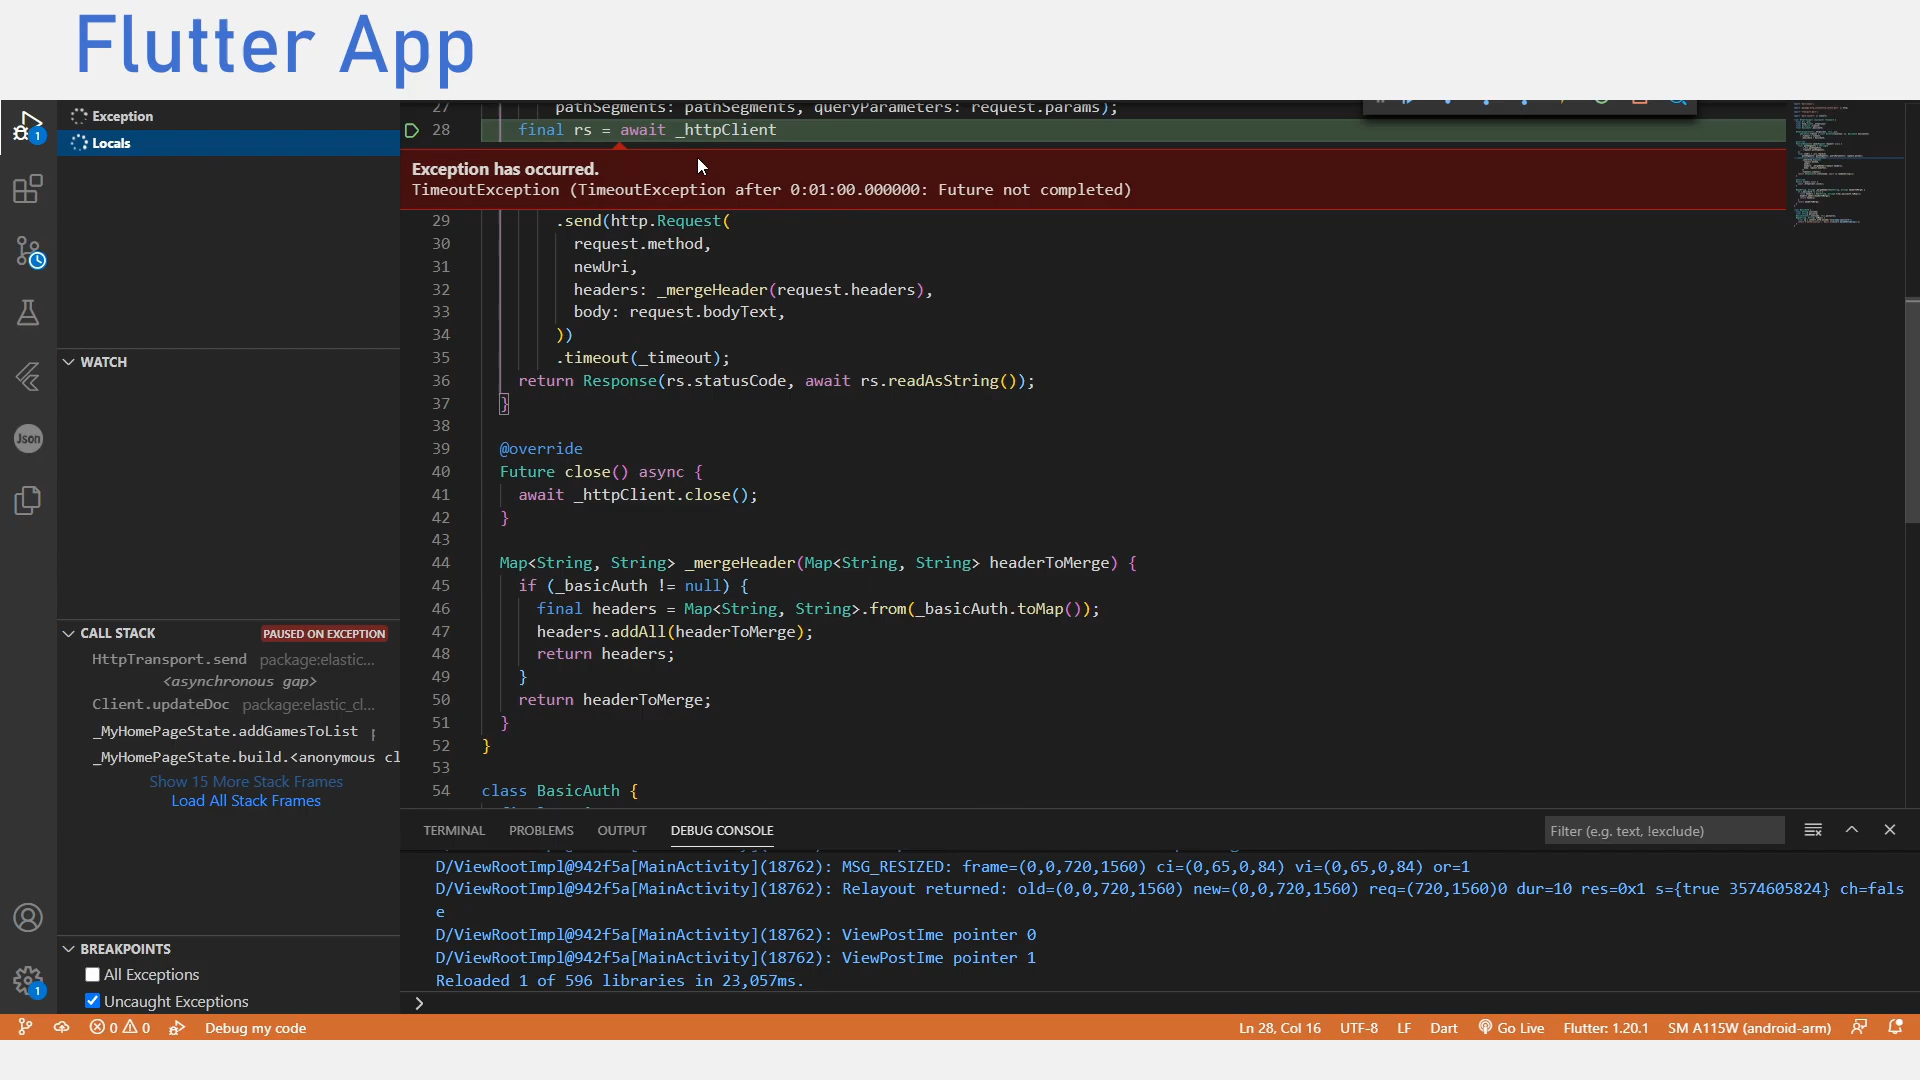 Flutter App
Exception
Locals
WATCH
CALL STACK
PAUSED ON EXCEPTION
HttpTransport.send package:elastic...
<asynchronous gap>
Client.updateDoc package:elastic_cl...
_MyHomePageState.addGamesToList
_MyHomePageState.build.<anonymous cl
Show 15 More Stack Frames
Load All Stack Frames
BREAKPOINTS
All Exceptions
Uncaught Exceptions
27 pathSegments: pathSegments, queryParameters: request.params);
28 final rs = await _httpClient
Exception has occurred.
TimeoutException (TimeoutException after 0:01:00.000000: Future not completed)
29 .send(http.Request(
30 request.method,
31 newUri,
32 headers: _mergeHeader(request.headers),
33 body: request.bodyText,
34 ))
35 .timeout(_timeout);
36 return Response(rs.statusCode, await rs.readAsString());
37 }
38
39 @override
40 Future close() async {
41 await _httpClient.close();
42 }
43
44 Map<String, String> _mergeHeader(Map<String, String> headerToMerge) {
45 if (_basicAuth != null) {
46 final headers = Map<String, String>.from(_basicAuth.toMap());
47 headers.addAll(headerToMerge);
48 return headers;
49 }
50 return headerToMerge;
51 }
52 }
53
54 class BasicAuth {
TERMINAL PROBLEMS OUTPUT DEBUG CONSOLE
Filter (e.g. text, !exclude)
D/ViewRootImpl@942f5a[MainActivity](18762): MSG_RESIZED: frame=(0,0,720,1560) ci=(0,65,0,84) vi=(0,65,0,84) or=1
D/ViewRootImpl@942f5a[MainActivity](18762): Relayout returned: old=(0,0,720,1560) new=(0,0,720,1560) req=(720,1560)0 dur=10 res=0x1 s={true 3574605824} ch=fals
e
D/ViewRootImpl@942f5a[MainActivity](18762): ViewPostIme pointer 0
D/ViewRootImpl@942f5a[MainActivity](18762): ViewPostIme pointer 1
Reloaded 1 of 596 libraries in 23,057ms.
1
Json
1
0 0 Debug my code
Ln 28, Col 16 UTF-8 LF Dart Go Live Flutter: 1.20.1 SM A115W (android-arm)